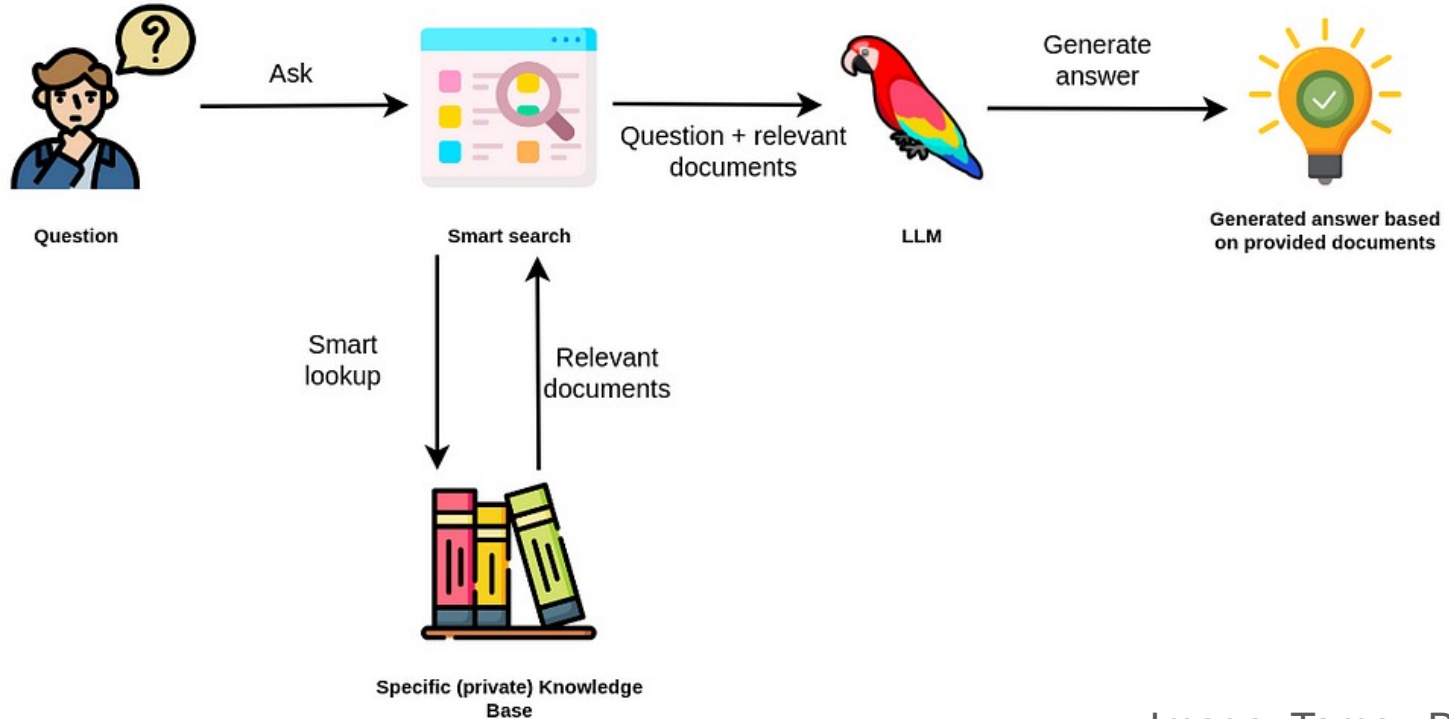 ?
Ask
Generate
answer
Question + relevant
documents
Question
Smart search
LLM
Generated answer based
on provided documents
Smart
lookup
Relevant
documents
Specific (private) Knowledge
Base